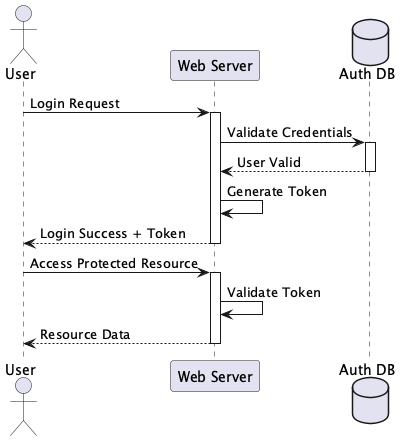 User
Web Server
Auth DB
Login Request
Validate Credentials
User Valid
Generate Token
Login Success + Token
Access Protected Resource
Validate Token
Resource Data
User
Web Server
Auth DB